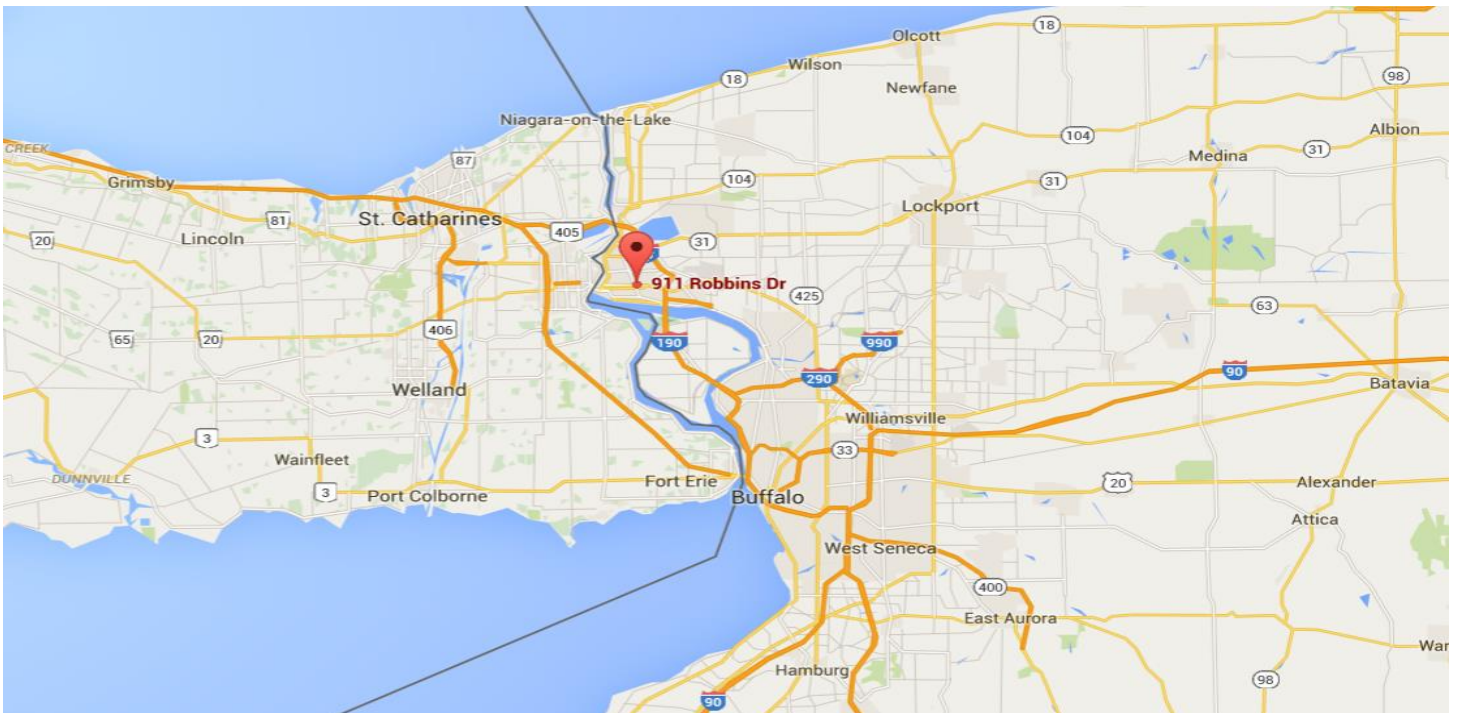 18
Olcott
Wilson
18
98
Newfane
Niagara-on-the-Lake
104
Albion
CREEK
87
31
Medina
Grimsby
104
31
Lockport
81
St. Catharines
405
20
Lincoln
31
911 Robbins Dr
425
63
406
65
20
190
990
90
290
Batavia
Welland
Williamsville
3
33
Wainfleet
DUNNVILLE
Fort Erie
20
Alexander
3
Port Colborne
Buffalo
Attica
West Seneca
400
East Aurora
War
Hamburg
98
90